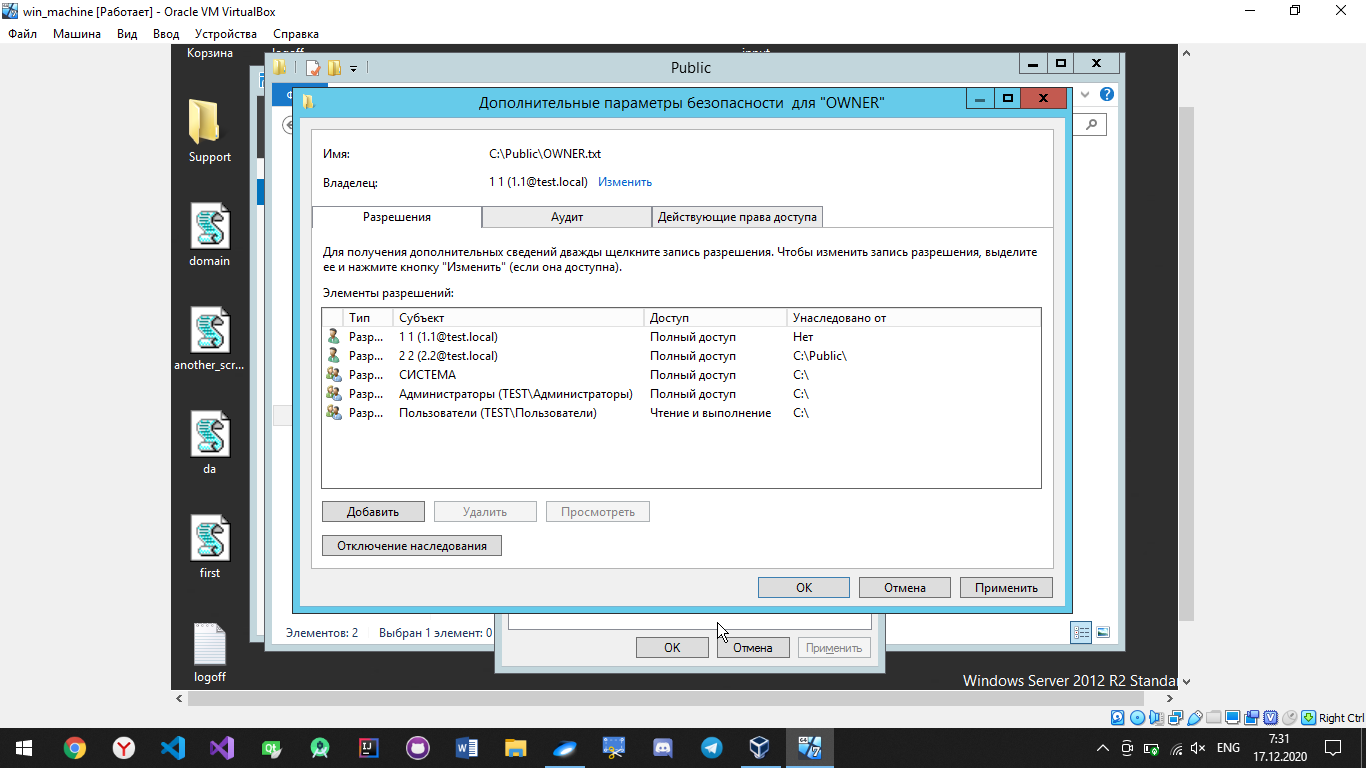 win_machine [Работает] - Oracle VM VirtualBox
Файл Машина Вид Ввод Устройства Справка
Корзина
logoff
input
Public
Дополнительные параметры безопасности для "OWNER"
Support
domain
another_scr...
da
first
logoff
Имя: C:\Public\OWNER.txt
Владелец: 1 1 (1.1@test.local) Изменить
Разрешения Аудит Действующие права доступа
Для получения дополнительных сведений дважды щелкните запись разрешения. Чтобы изменить запись разрешения, выделите
ее и нажмите кнопку "Изменить" (если она доступна).
Элементы разрешений:
Тип Субъект Доступ Унаследовано от
Разр... 1 1 (1.1@test.local) Полный доступ Нет
Разр... 2 2 (2.2@test.local) Полный доступ C:\Public\
Разр... СИСТЕМА Полный доступ C:\
Разр... Администраторы (TEST\Администраторы) Полный доступ C:\
Разр... Пользователи (TEST\Пользователи) Чтение и выполнение C:\
Добавить Удалить Просмотреть
Отключение наследования
OK Отмена Применить
Элементов: 2 Выбран 1 элемент: 0
OK Отмена Применить
Windows Server 2012 R2 Standa
Right Ctrl
ENG
7:31
17.12.2020